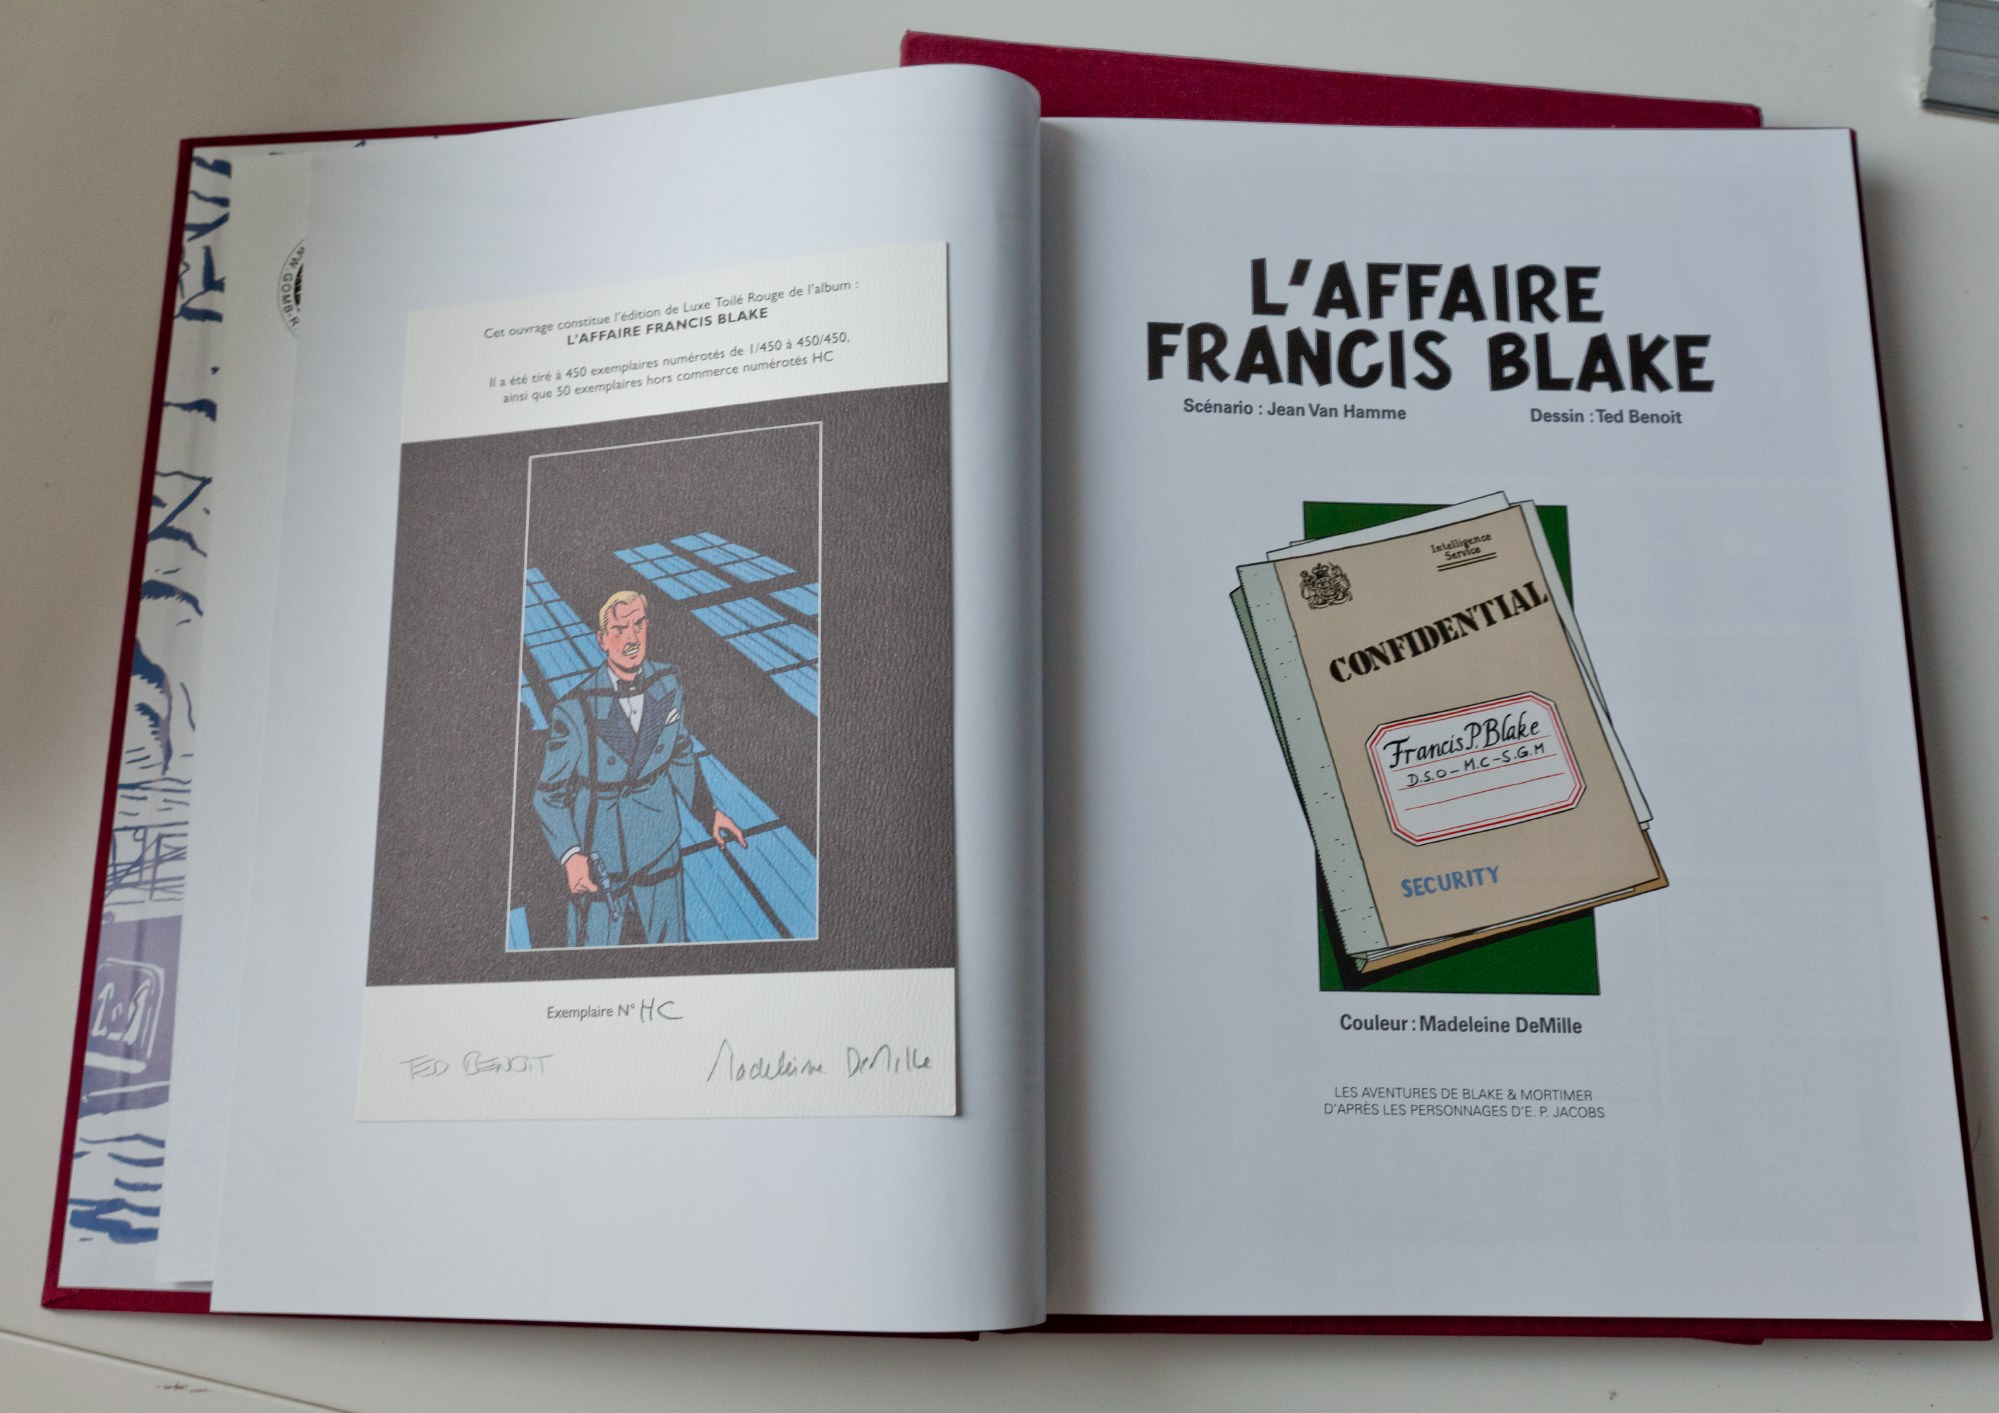 WW.GOMB-R
Cet ouvrage constitue l'édition de Luxe Toilé Rouge de l'album :
L'AFFAIRE FRANCIS BLAKE
Il a été tiré à 450 exemplaires numérotés de 1/450 à 450/450,
ainsi que 50 exemplaires hors commerce numérotés HC
Exemplaire N° HC
TED BENOIT
Madeleine DeMille
L'AFFAIRE
FRANCIS BLAKE
Scénario : Jean Van Hamme
Dessin : Ted Benoit
Intelligence
Service
CONFIDENTIAL
Francis P. Blake
D.S.O – M.C – S.G.M
SECURITY
Couleur : Madeleine DeMille
LES AVENTURES DE BLAKE & MORTIMER
D'APRÈS LES PERSONNAGES D'E. P. JACOBS